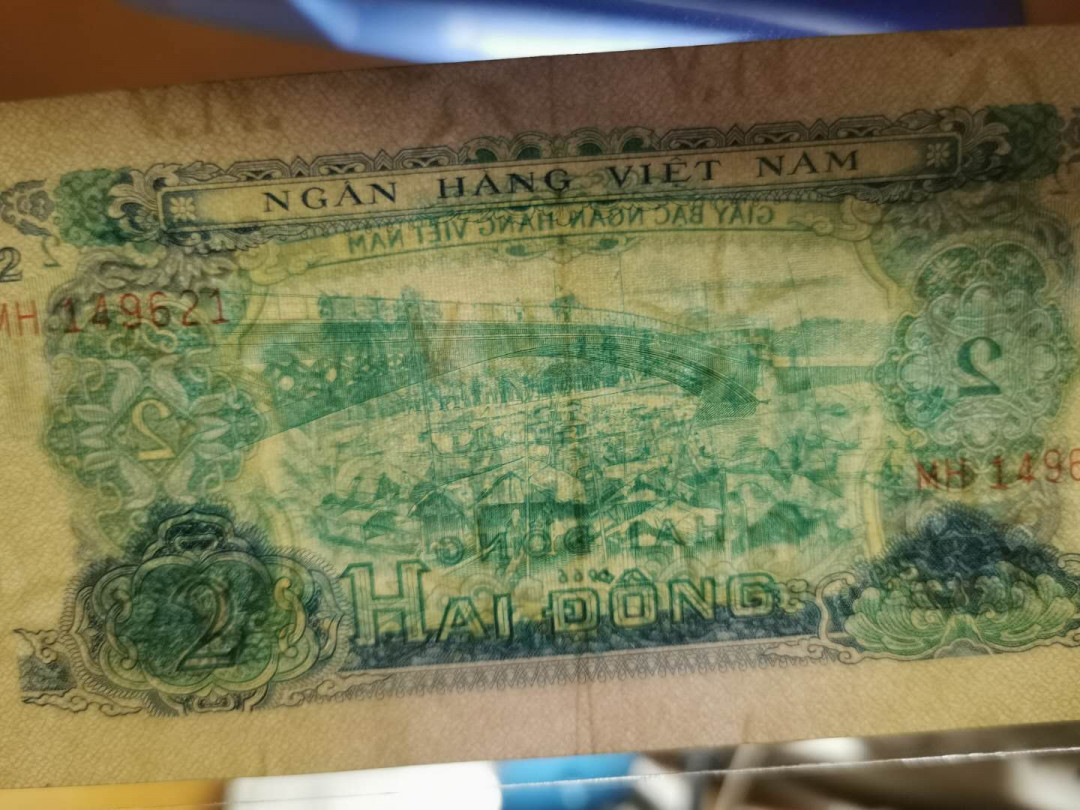 NGÂN HÀNG VIỆT NAM
GIẤY BẠC NGÂN HÀNG VIỆT NAM
2
MH 149621
2
2
MH 1496
HAI ĐỒNG
HAI ĐỒNG
2